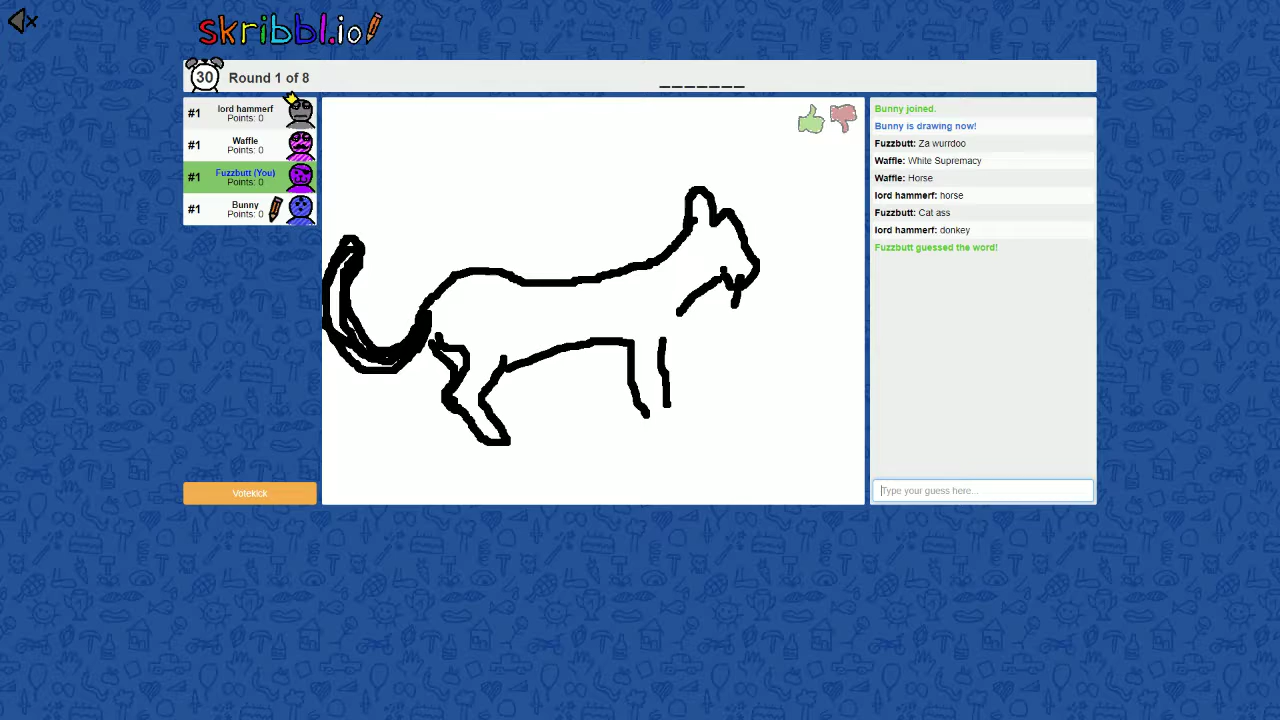 skribbl.io
30
Round 1 of 8
_______
#1
lord hammerf
Points: 0
#1
Waffle
Points: 0
#1
Fuzzbutt (You)
Points: 0
#1
Bunny
Points: 0
Votekick
Bunny joined.
Bunny is drawing now!
Fuzzbutt: Za wurrdoo
Waffle: White Supremacy
Waffle: Horse
lord hammerf: horse
Fuzzbutt: Cat ass
lord hammerf: donkey
Fuzzbutt guessed the word!
Type your guess here...